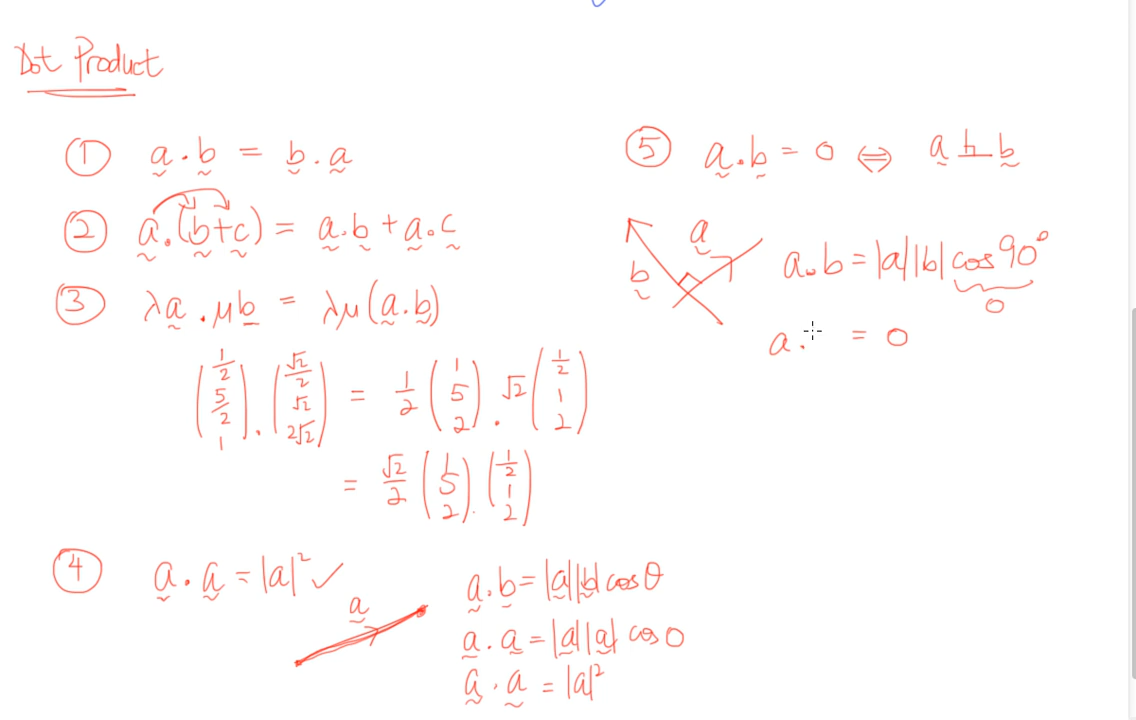 Dot Product
① a.b = b.a
② a.(b+c) = a.b + a.c
③ λa.μb = λμ(a.b)
(1/2 5/2 1).(√2/2 √2 2√2) = 1/2 (1 5 2).√2 (1/2 1 2)
= √2/2 (1 5 2).(1/2 1 2)
④ a.a = |a|² ✓
a
a.b = |a||b| cos θ
a.a = |a||a| cos 0
a.a = |a|²
⑤ a.b = 0 ⇔ a ⊥ b
a
b
a.b = |a||b| cos 90°
0
a. = 0